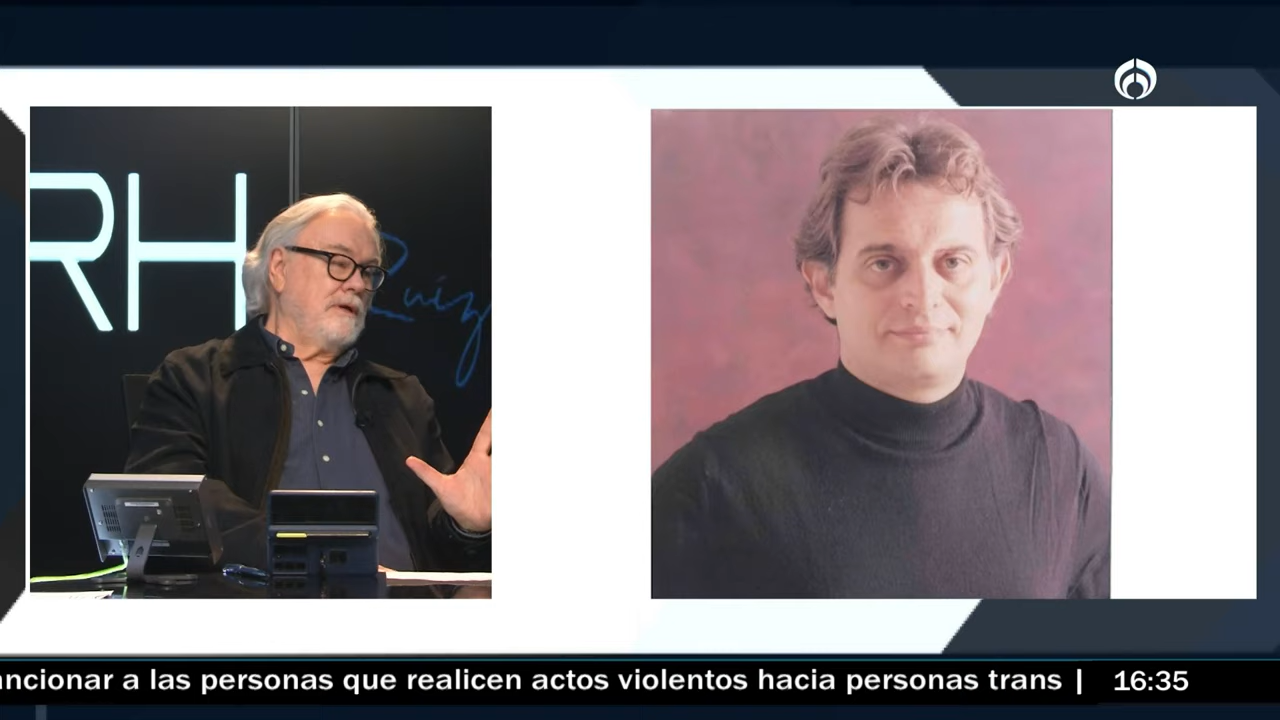 RH
Ruiz
ancionar a las personas que realicen actos violentos hacia personas trans | 16:35